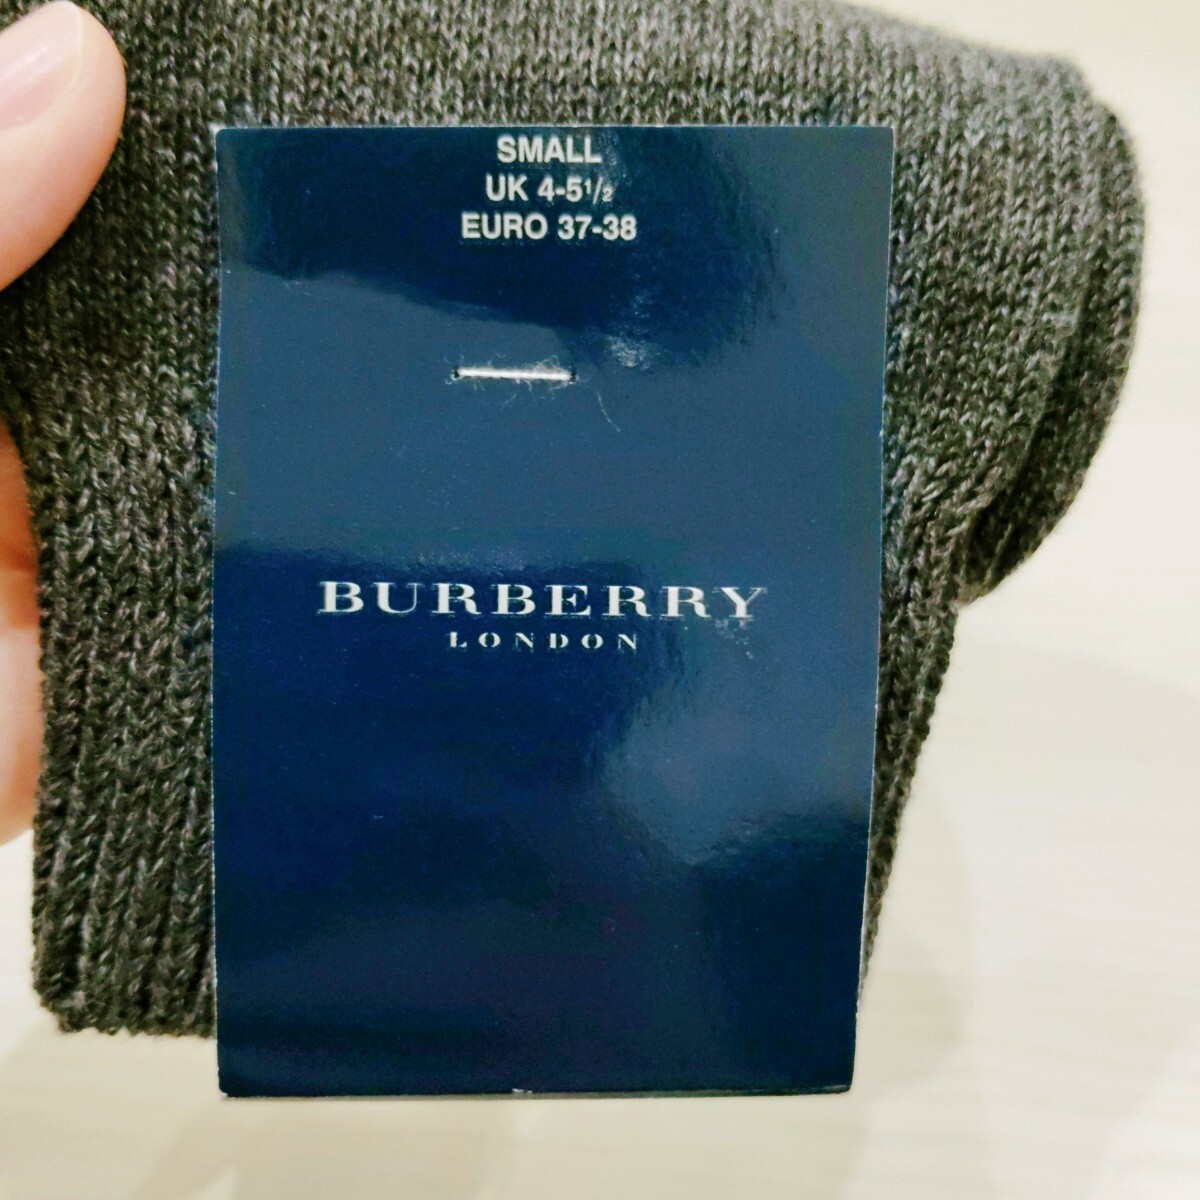 SMALL
UK 4-5½
EURO 37-38
BURBERRY
LONDON